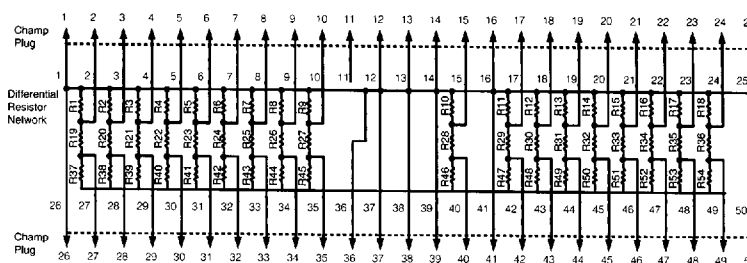 1 2 3 4 5 6 7 8 9 10 11 12 13 14 15 16 17 18 19 20 21 22 23 24 2
Champ
Plug
1 2 3 4 5 6 7 8 9 10 11 12 13 14 15 16 17 18 19 20 21 22 23 24 25
Differential
Resistor
Network
R1 R2 R3 R4 R5 R6 R7 R8 R9 R10 R11 R12 R13 R14 R15 R16 R17 R18
R19 R20 R21 R22 R23 R24 R25 R26 R27 R28 R29 R30 R31 R32 R33 R34 R35 R36
R37 R38 R39 R40 R41 R42 R43 R44 R45 R46 R47 R48 R49 R50 R51 R52 R53 R54
26 27 28 29 30 31 32 33 34 35 36 37 38 39 40 41 42 43 44 45 46 47 48 49 50
Champ
Plug
26 27 28 29 30 31 32 33 34 35 36 37 38 39 40 41 42 43 44 45 46 47 48 49